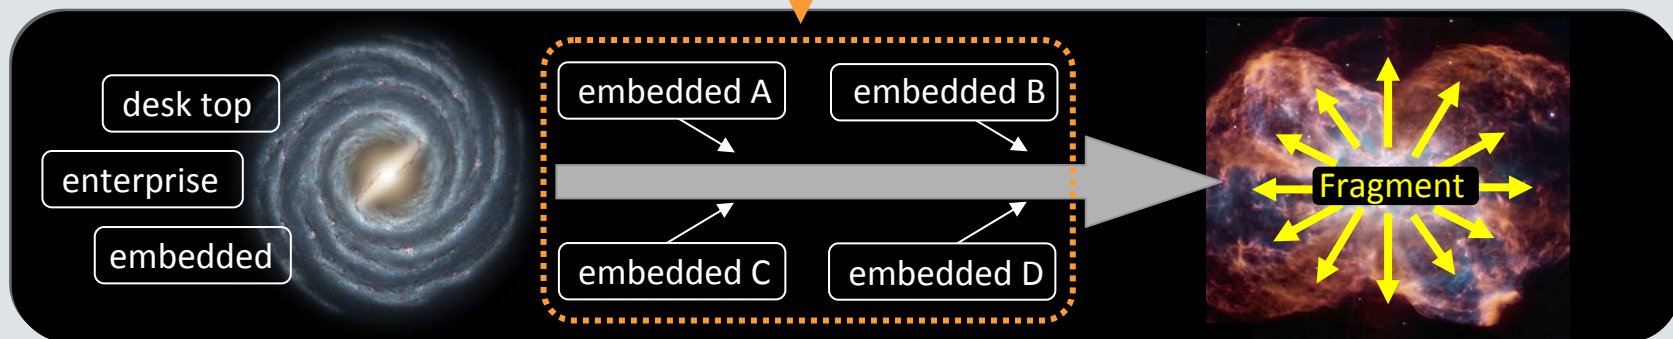 desk top
enterprise
embedded
embedded A
embedded B
embedded C
embedded D
Fragment